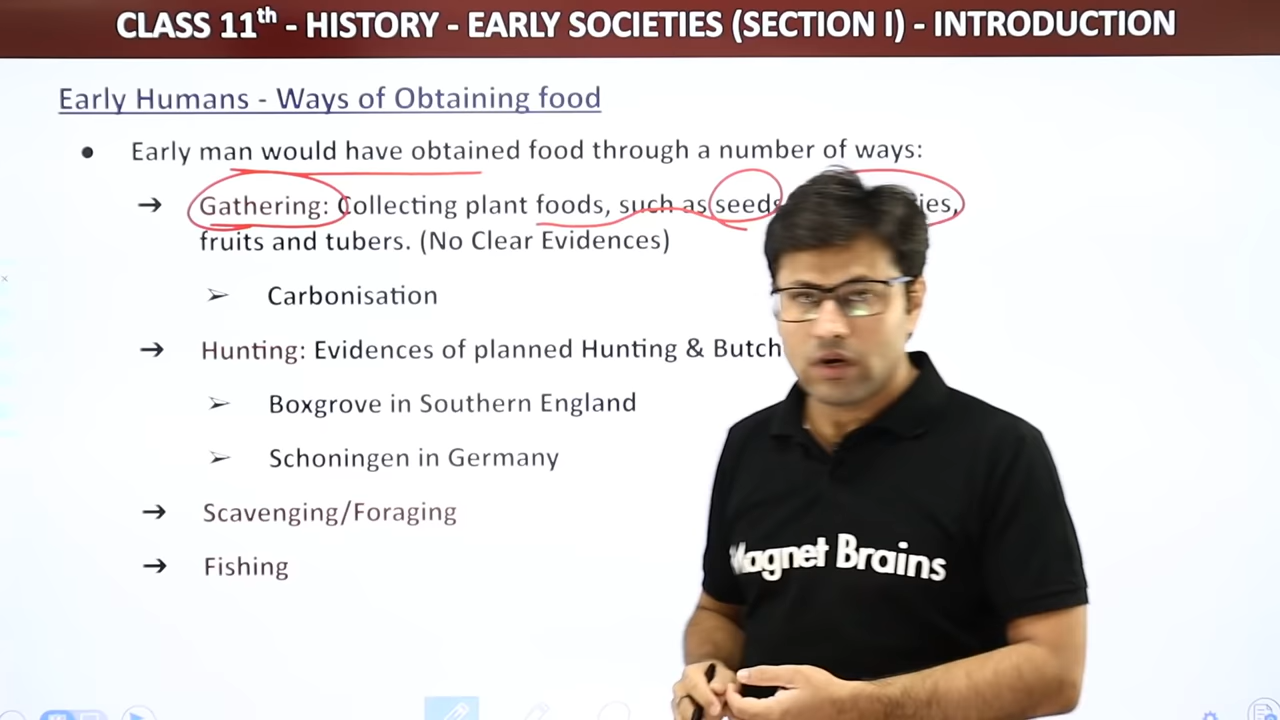 CLASS 11th - HISTORY - EARLY SOCIETIES (SECTION I) - INTRODUCTION
Early Humans - Ways of Obtaining food
● Early man would have obtained food through a number of ways:
➔ Gathering: Collecting plant foods, such as seeds
fruits and tubers. (No Clear Evidences)
➢ Carbonisation
➔ Hunting: Evidences of planned Hunting &
➢ Boxgrove in Southern England
➢ Schoningen in Germany
➔ Scavenging/Foraging
➔ Fishing
Magnet Brains